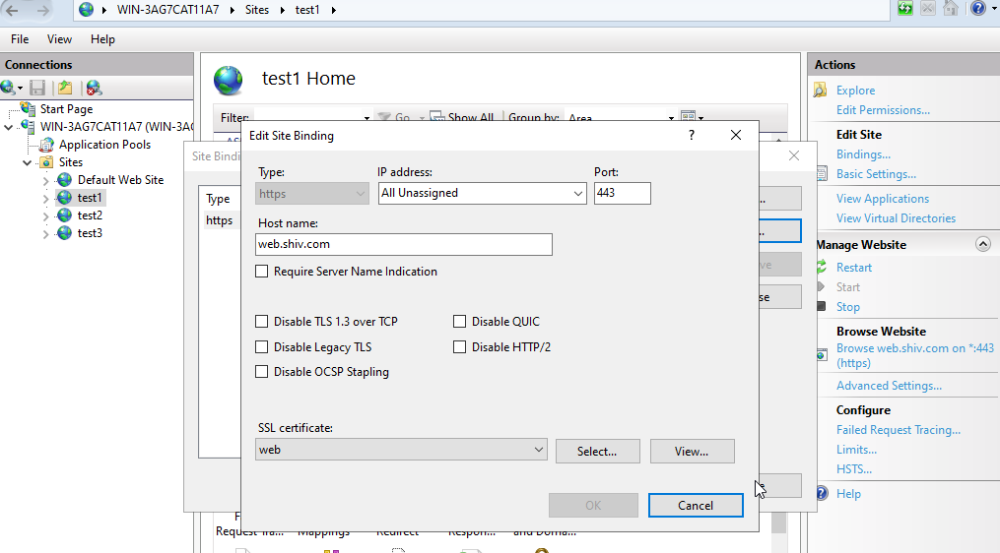 WIN-3AG7CAT11A7 Sites test1
File View Help
Connections
Start Page
WIN-3AG7CAT11A7 (WIN-3A
Application Pools
Sites
Default Web Site
test1
test2
test3
test1 Home
Filter: Go Show All Group by: Area
Site Bindi
Type
https
Edit Site Binding
?
Type: IP address: Port:
https All Unassigned 443
Host name:
web.shiv.com
Require Server Name Indication
Disable TLS 1.3 over TCP Disable QUIC
Disable Legacy TLS Disable HTTP/2
Disable OCSP Stapling
SSL certificate:
web Select... View...
OK Cancel
Request Tra... Mappings Redirect Respon... and Doma...
Actions
Explore
Edit Permissions...
Edit Site
Bindings...
Basic Settings...
View Applications
View Virtual Directories
Manage Website
Restart
Start
Stop
Browse Website
Browse web.shiv.com on *:443
(https)
Advanced Settings...
Configure
Failed Request Tracing...
Limits...
HSTS...
Help